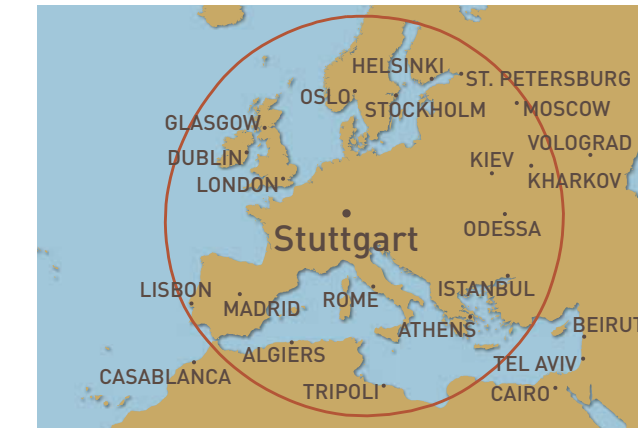 HELSINKI
ST. PETERSBURG
OSLO
STOCKHOLM
MOSCOW
GLASGOW
VOLOGRAD
DUBLIN
KIEV
LONDON
KHARKOV
Stuttgart
ODESSA
LISBON
MADRID
ROME
ISTANBUL
ATHENS
BEIRUT
ALGIERS
TEL AVIV
CASABLANCA
TRIPOLI
CAIRO